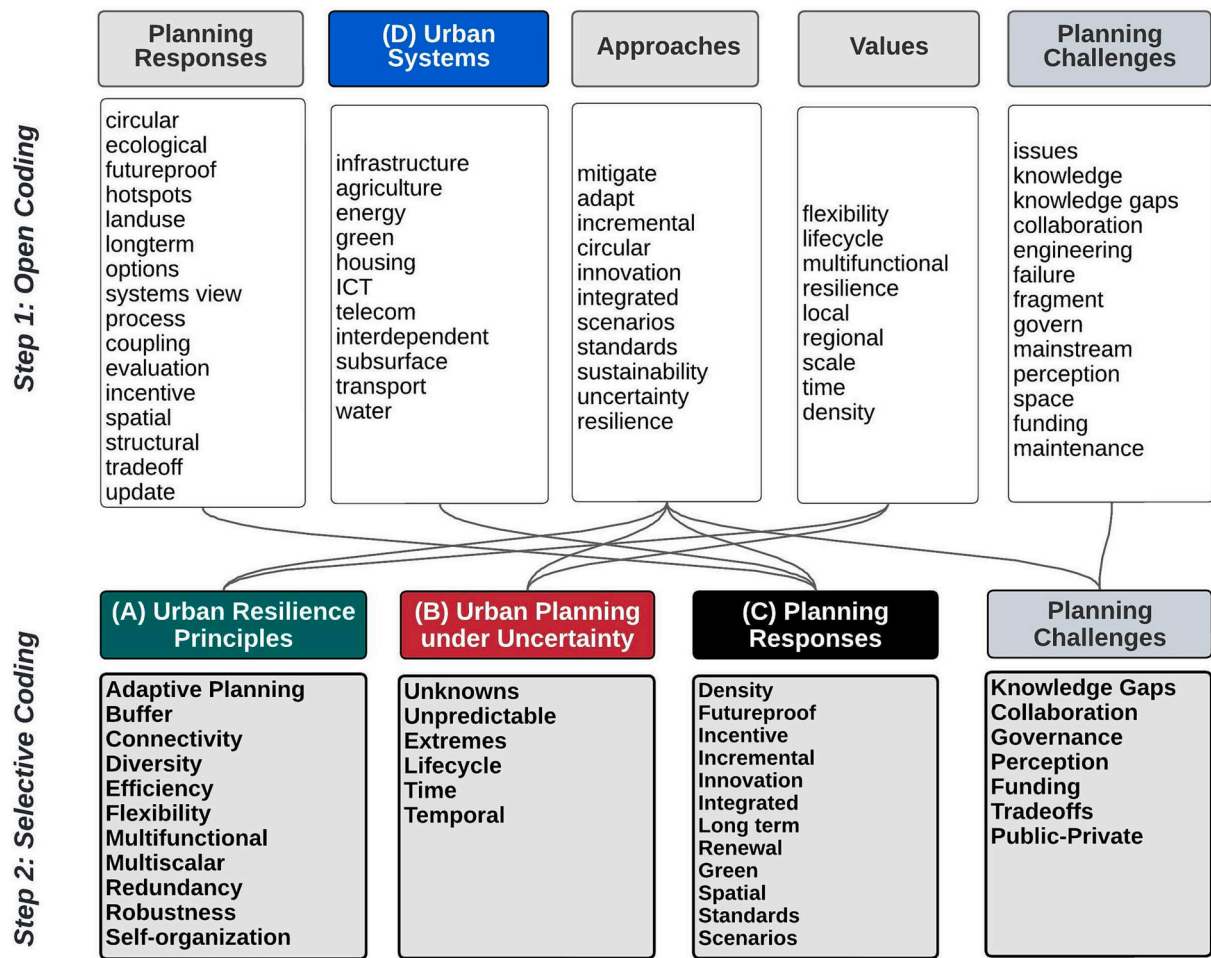 Step 1: Open Coding
Planning
Responses
circular
ecological
futureproof
hotspots
landuse
longterm
options
systems view
process
coupling
evaluation
incentive
spatial
structural
tradeoff
update
(D) Urban
Systems
infrastructure
agriculture
energy
green
housing
ICT
telecom
interdependent
subsurface
transport
water
Approaches
mitigate
adapt
incremental
circular
innovation
integrated
scenarios
standards
sustainability
uncertainty
resilience
Values
flexibility
lifecycle
multifunctional
resilience
local
regional
scale
time
density
Planning
Challenges
issues
knowledge
knowledge gaps
collaboration
engineering
failure
fragment
govern
mainstream
perception
space
funding
maintenance
Step 2: Selective Coding
(A) Urban Resilience
Principles
Adaptive Planning
Buffer
Connectivity
Diversity
Efficiency
Flexibility
Multifunctional
Multiscalar
Redundancy
Robustness
Self-organization
(B) Urban Planning
under Uncertainty
Unknowns
Unpredictable
Extremes
Lifecycle
Time
Temporal
(C) Planning
Responses
Density
Futureproof
Incentive
Incremental
Innovation
Integrated
Long term
Renewal
Green
Spatial
Standards
Scenarios
Planning
Challenges
Knowledge Gaps
Collaboration
Governance
Perception
Funding
Tradeoffs
Public-Private